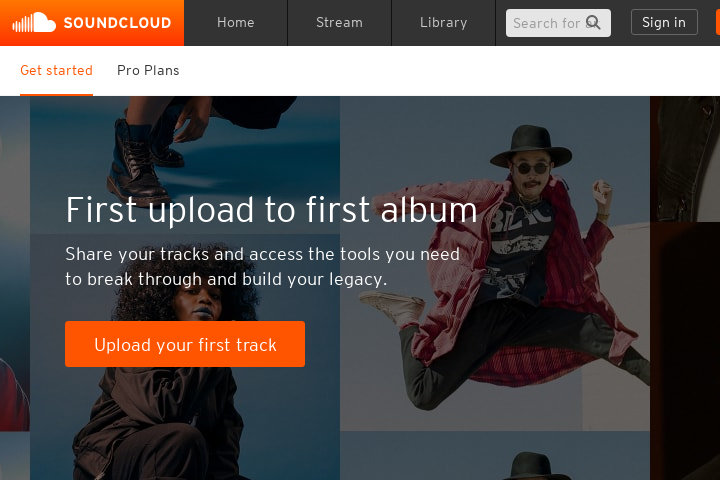 SOUNDCLOUD
Home
Stream
Library
Search for a
Sign in
Get started
Pro Plans
First upload to first album
Share your tracks and access the tools you need
to break through and build your legacy.
Upload your first track